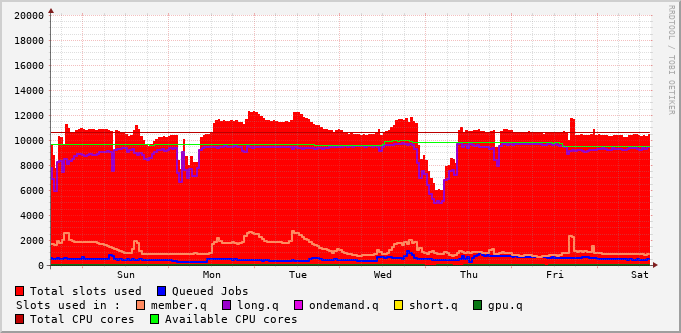 20000
18000
16000
14000
12000
10000
8000
6000
4000
2000
0
Sun Mon Tue Wed Thu Fri Sat
RRDTOOL / TOBI OETIKER
Total slots used Queued Jobs
Slots used in : member.q long.q ondemand.q short.q gpu.q
Total CPU cores Available CPU cores